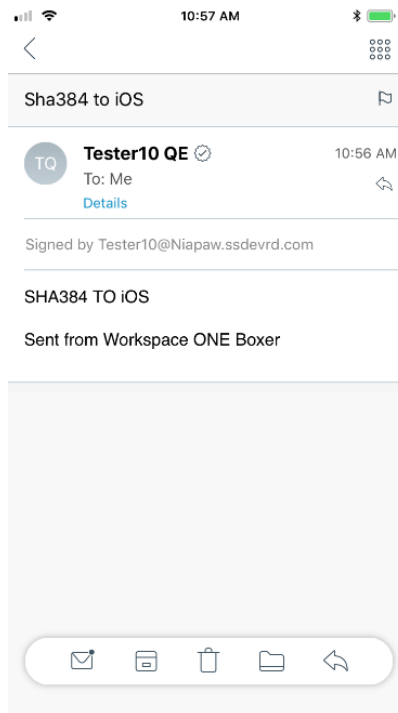 10:57 AM
Sha384 to iOS
TQ
Tester10 QE
10:56 AM
To: Me
Details
Signed by Tester10@Niapaw.ssdevrd.com
SHA384 TO iOS
Sent from Workspace ONE Boxer